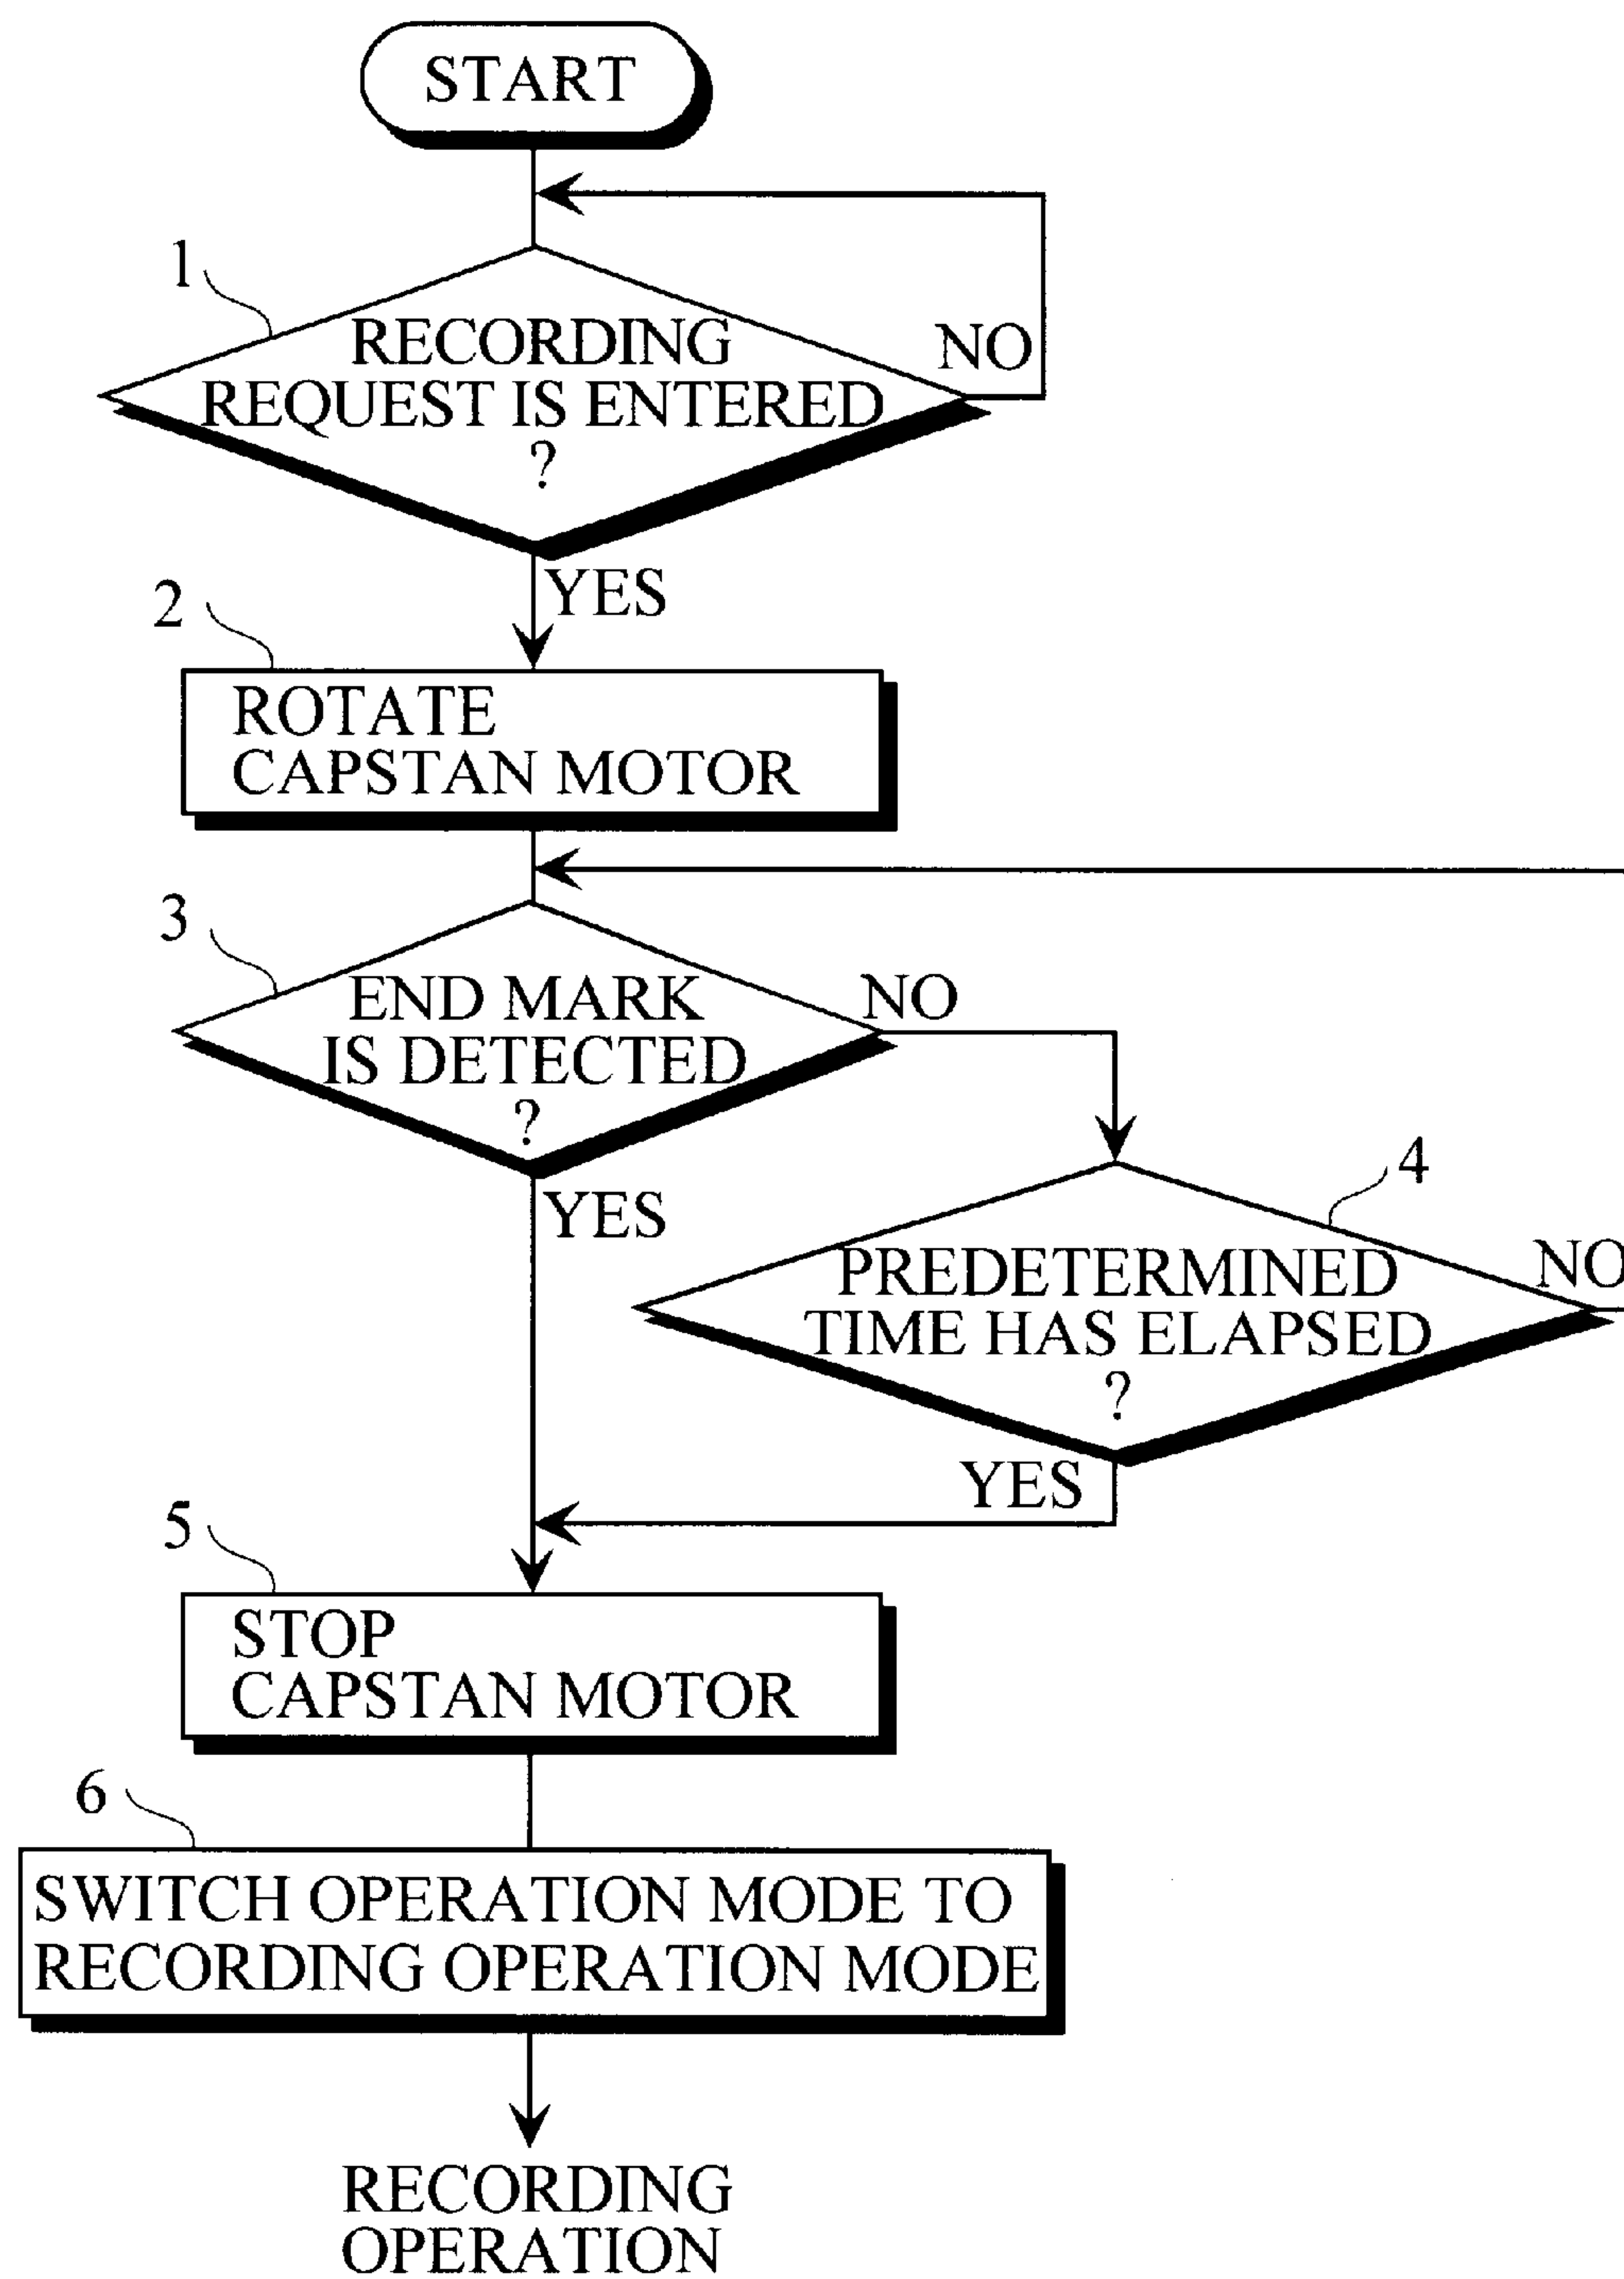 START
1
RECORDING
REQUEST IS ENTERED
?
NO
YES
2
ROTATE
CAPSTAN MOTOR
3
END MARK
IS DETECTED
?
NO
YES
4
PREDETERMINED
TIME HAS ELAPSED
?
NO
YES
5
STOP
CAPSTAN MOTOR
6
SWITCH OPERATION MODE TO
RECORDING OPERATION MODE
RECORDING
OPERATION